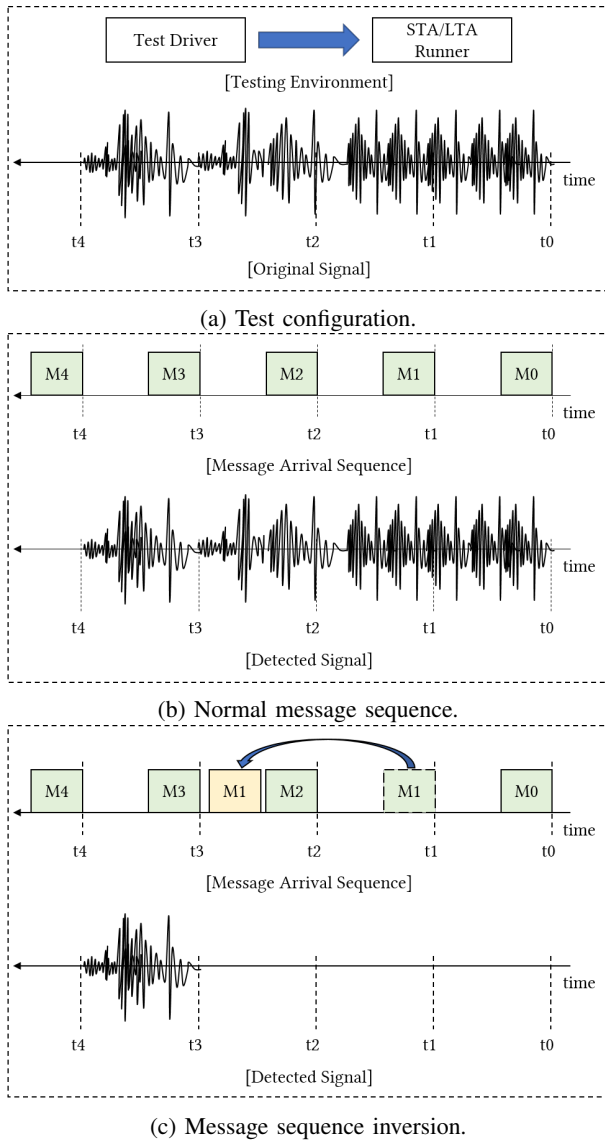 Test Driver
STA/LTA
Runner
[Testing Environment]
time
t4 t3 t2 t1 t0
[Original Signal]
(a) Test configuration.
M4 M3 M2 M1 M0
time
t4 t3 t2 t1 t0
[Message Arrival Sequence]
time
t4 t3 t2 t1 t0
[Detected Signal]
(b) Normal message sequence.
M4 M3 M1 M2 M1 M0
time
t4 t3 t2 t1 t0
[Message Arrival Sequence]
time
t4 t3 t2 t1 t0
[Detected Signal]
(c) Message sequence inversion.